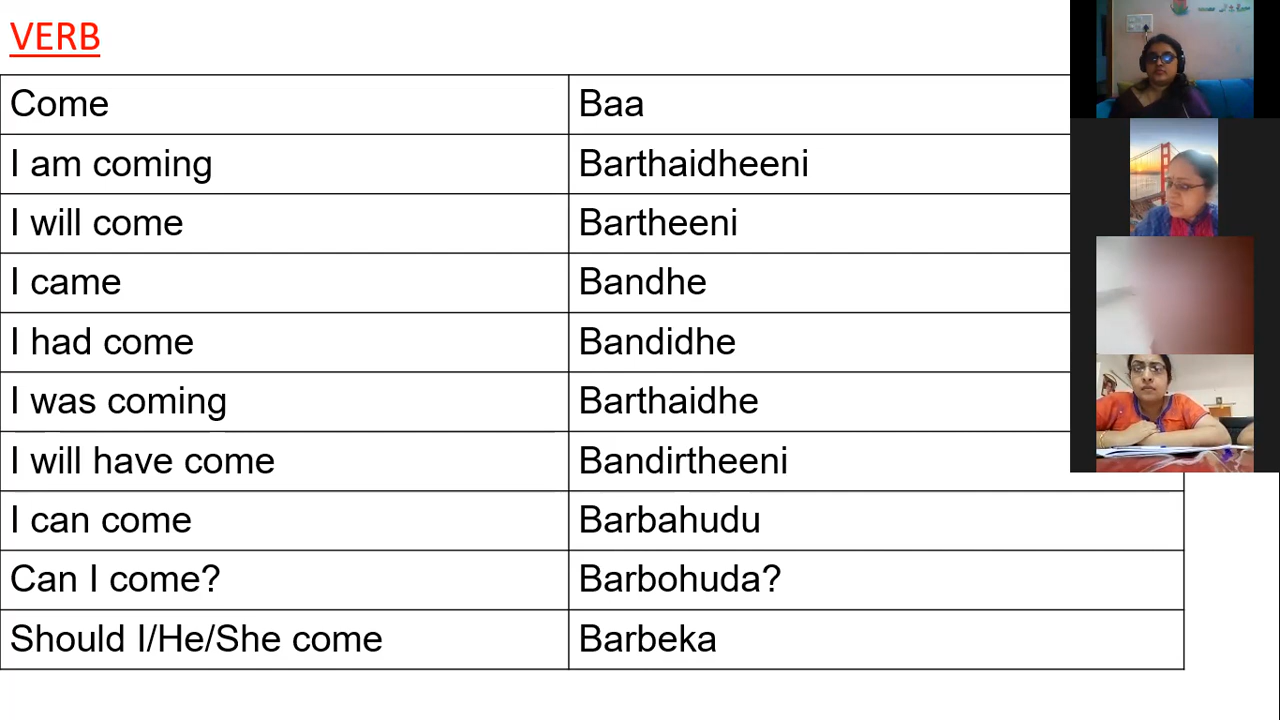 VERB
Come Baa
I am coming Barthaidheeni
I will come Bartheeni
I came Bandhe
I had come Bandidhe
I was coming Barthaidhe
I will have come Bandirtheeni
I can come Barbahudu
Can I come? Barbohuda?
Should I/He/She come Barbeka